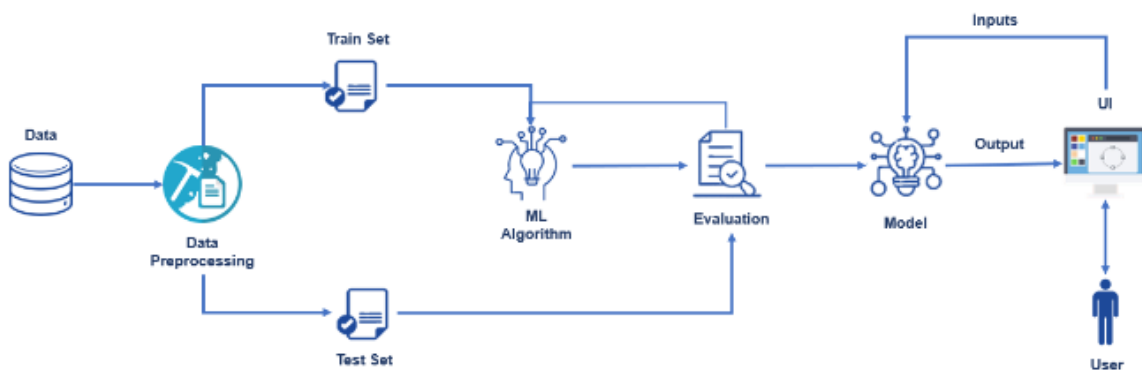 Inputs
Train Set
UI
Data
Output
ML
Algorithm
Evaluation
Model
Data
Preprocessing
Test Set
User